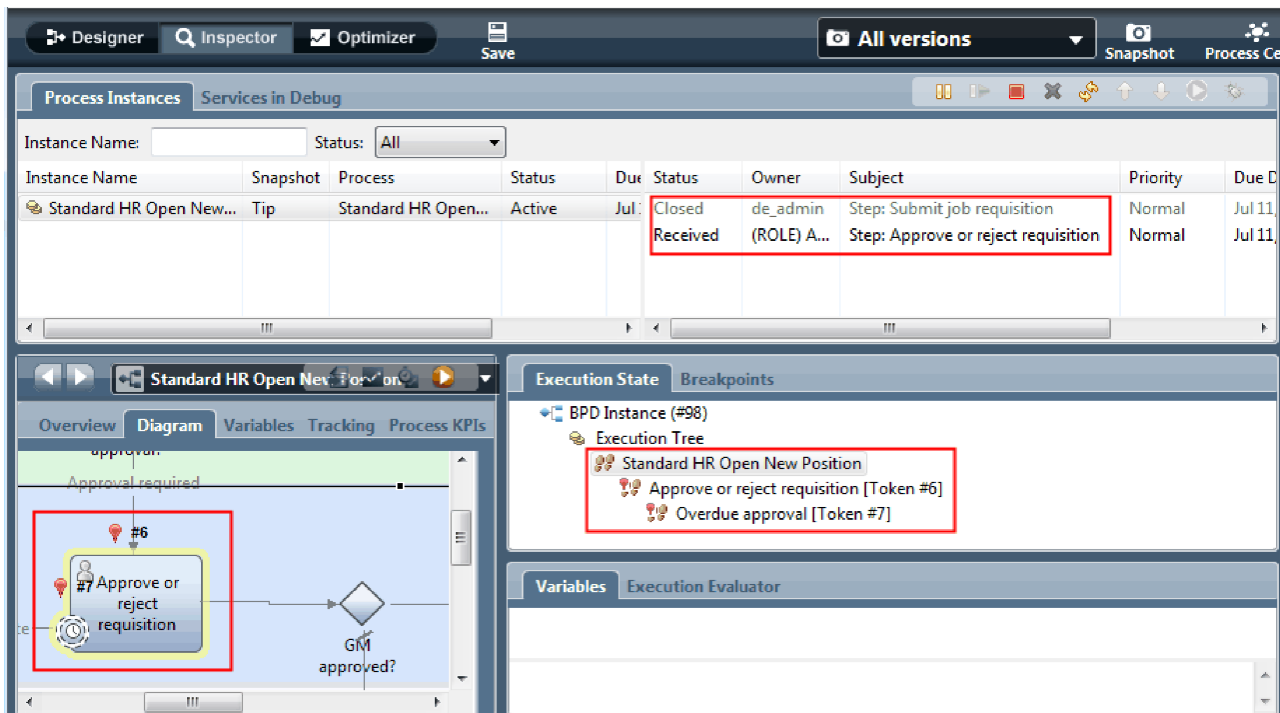 Designer Inspector Optimizer Save All versions Snapshot Process Ce
Process Instances Services in Debug
Instance Name: Status: All
Instance Name Snapshot Process Status Due Status Owner Subject Priority Due D
Standard HR Open New... Tip Standard HR Open... Active Jul Closed de_admin Step: Submit job requisition Normal Jul 11,
Received (ROLE) A... Step: Approve or reject requisition Normal Jul 11,
Standard HR Open New Position
Overview Diagram Variables Tracking Process KPIs
approval?
Approval required
#6
#7 Approve or
reject
requisition
te
GM
approved?
Execution State Breakpoints
BPD Instance (#98)
Execution Tree
Standard HR Open New Position
Approve or reject requisition [Token #6]
Overdue approval [Token #7]
Variables Execution Evaluator